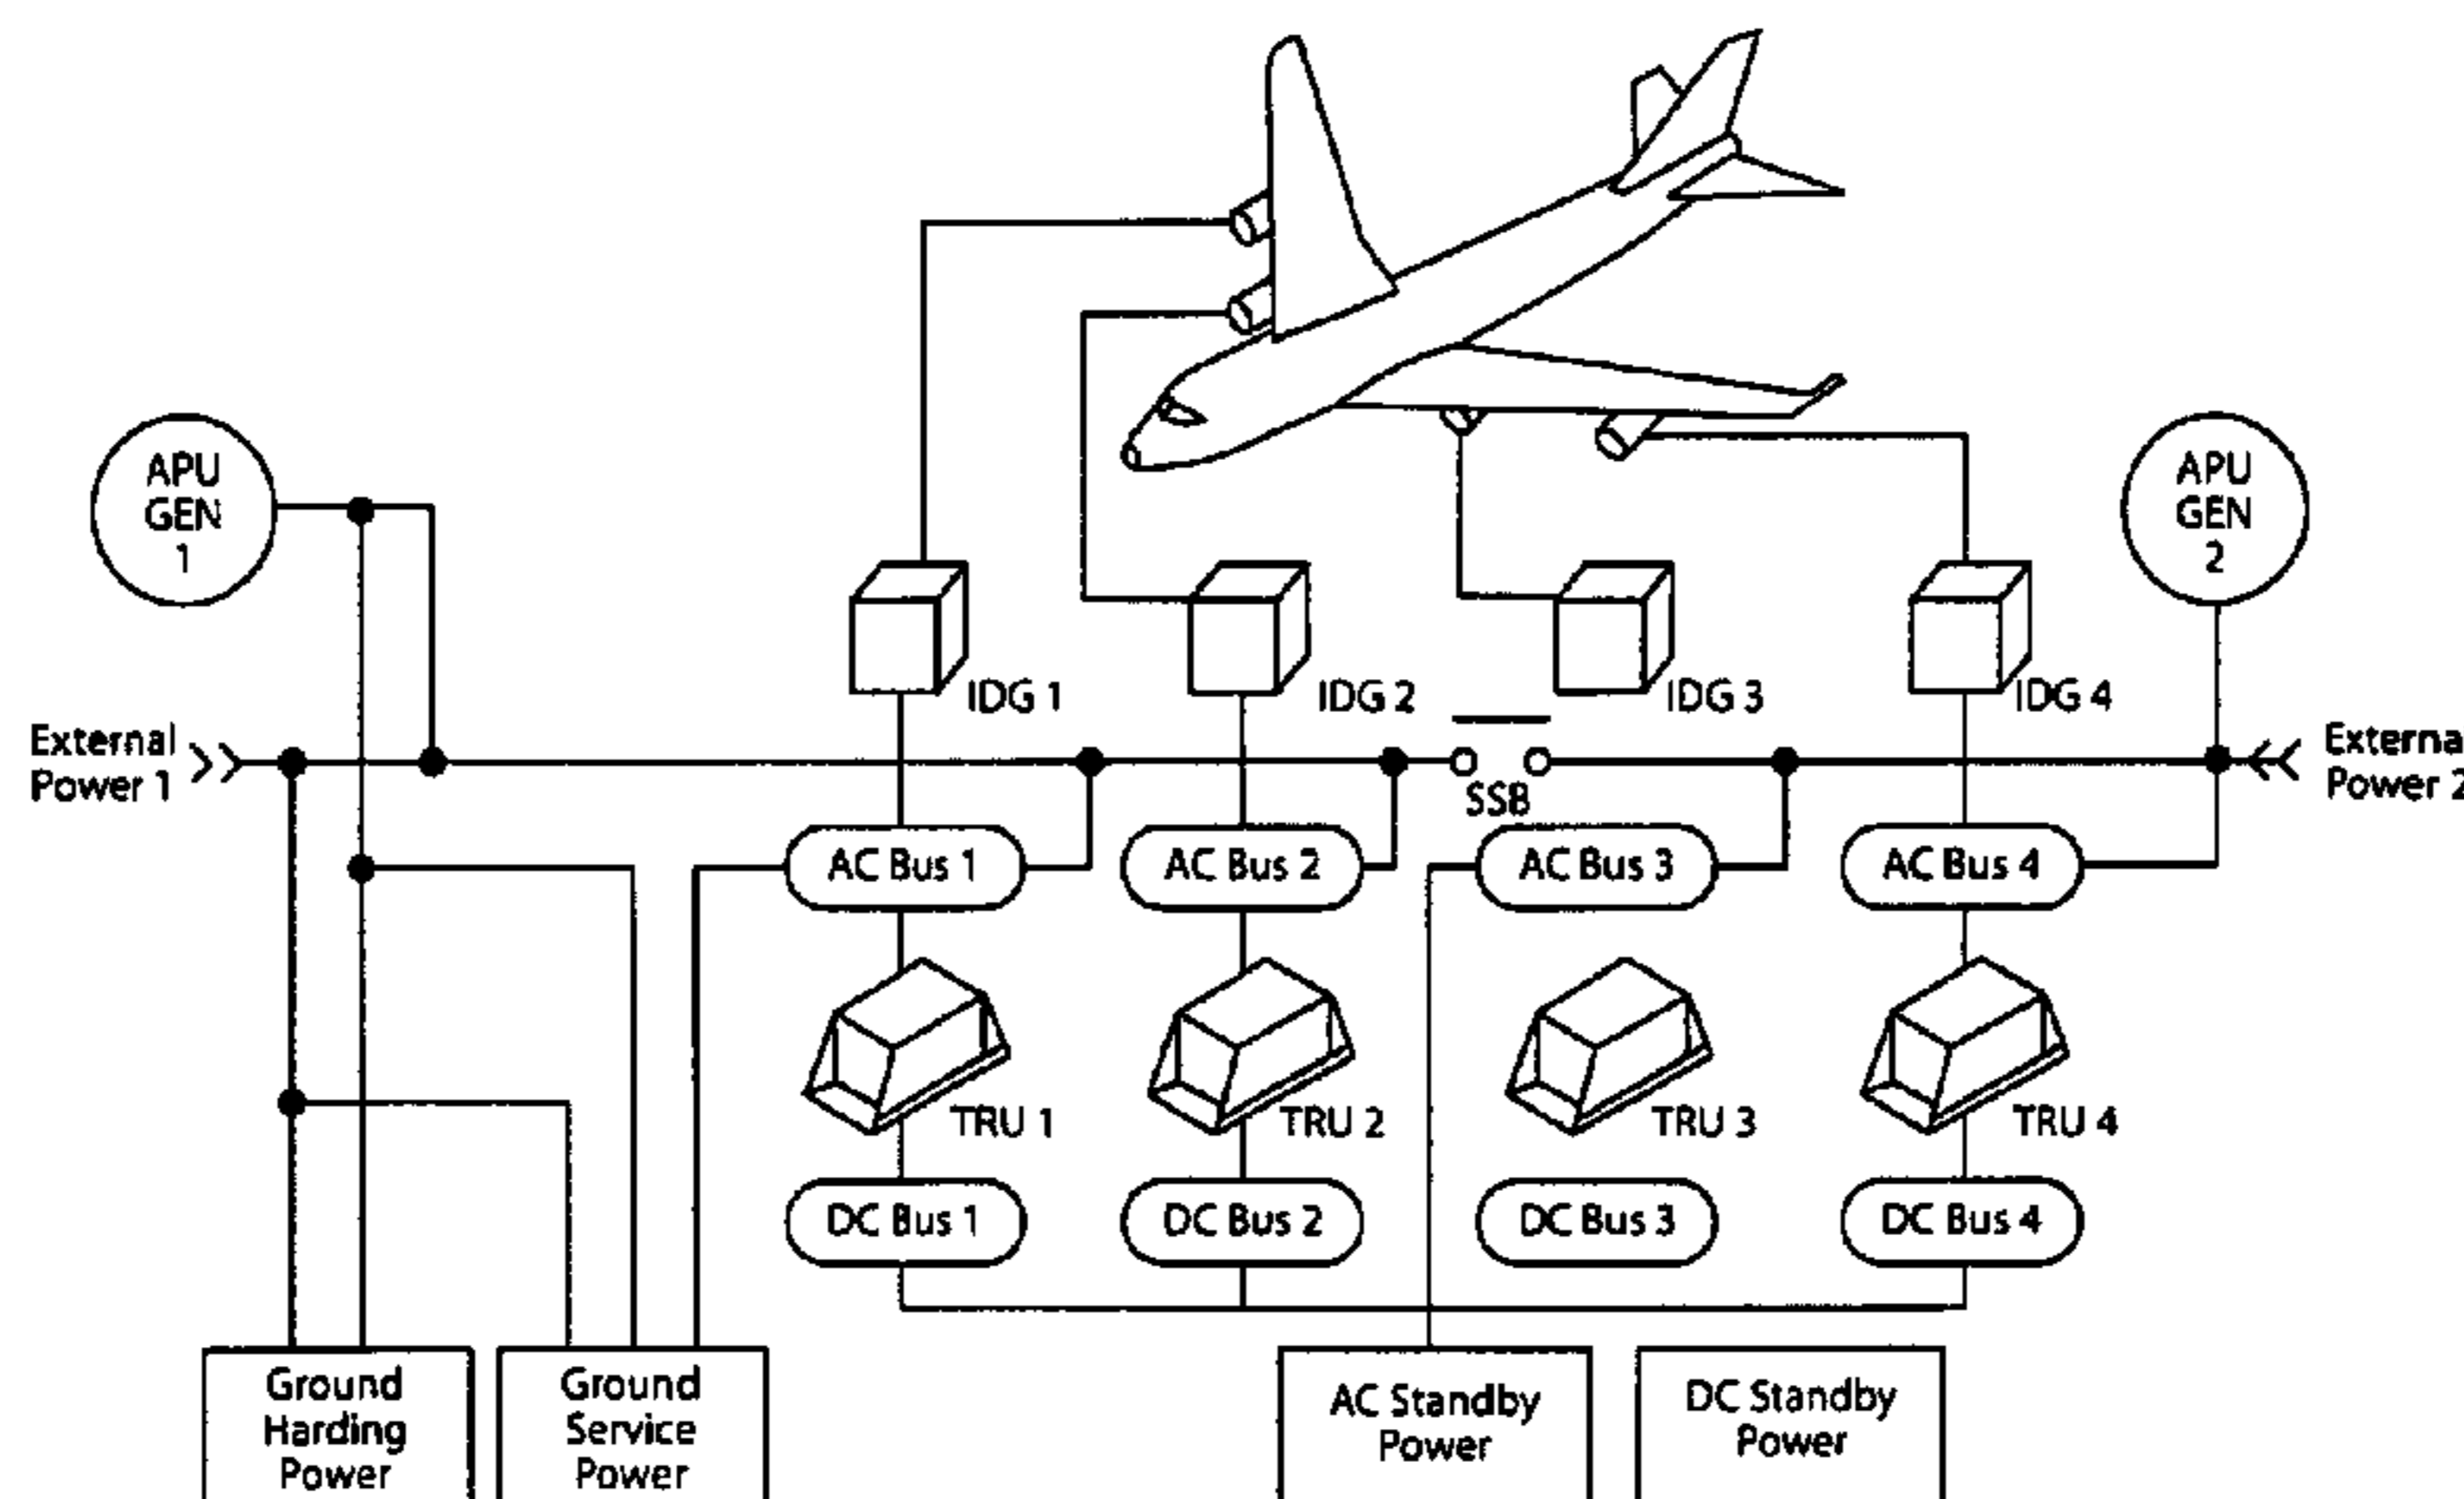 APU
GEN
1
APU
GEN
2
IDG 1
IDG 2
IDG 3
IDG 4
External
Power 1
SSB
Externa
Power 2
AC Bus 1
AC Bus 2
AC Bus 3
AC Bus 4
TRU 1
TRU 2
TRU 3
TRU 4
DC Bus 1
DC Bus 2
DC Bus 3
DC Bus 4
Ground
Harding
Power
Ground
Service
Power
AC Standby
Power
DC Standby
Power